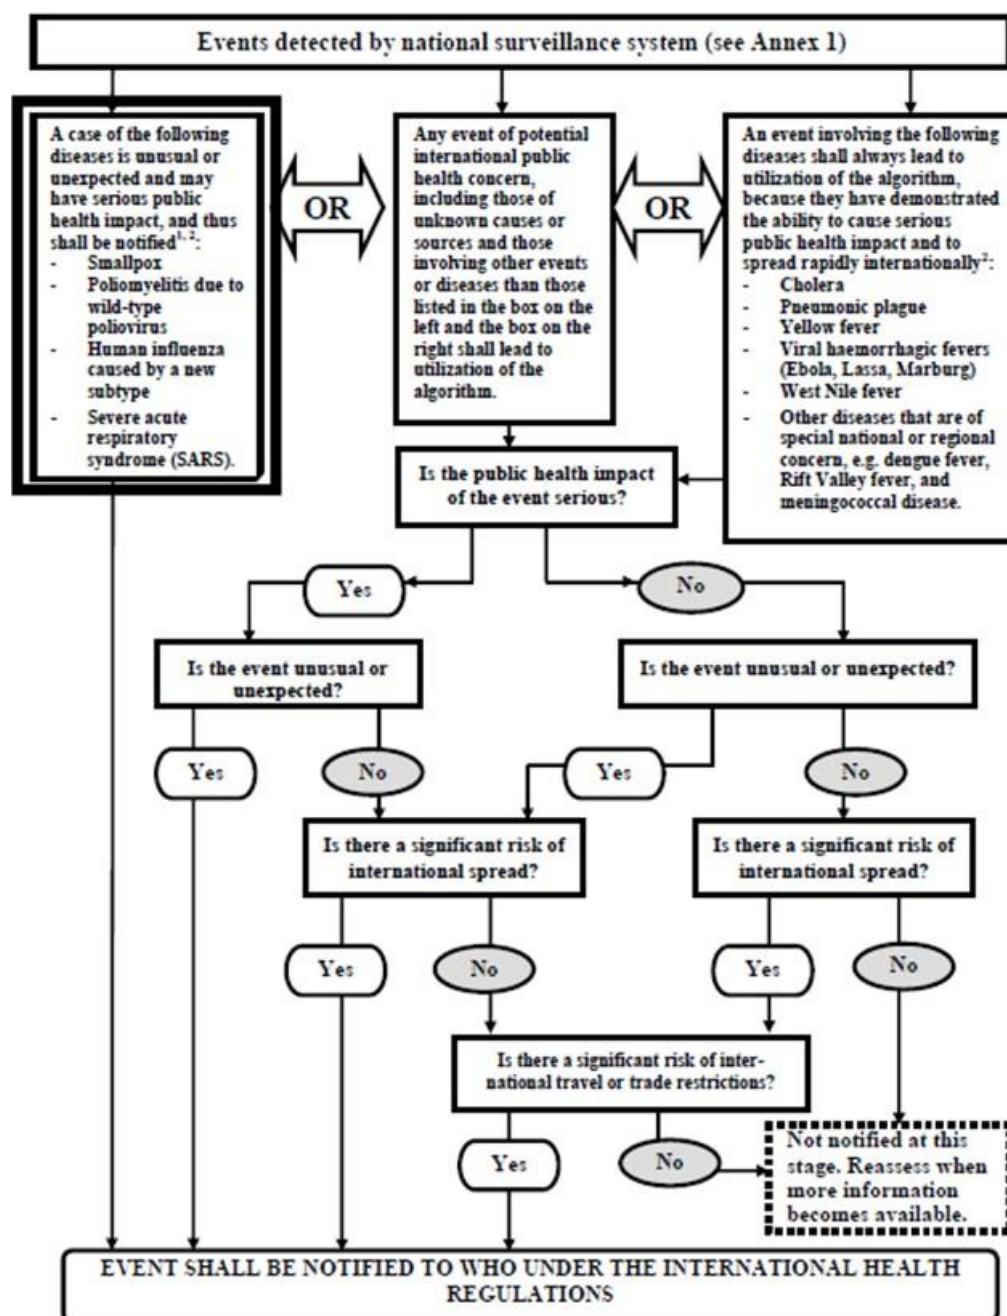 Events detected by national surveillance system (see Annex 1)
A case of the following
diseases is unusual or
unexpected and may
have serious public
health impact, and thus
shall be notified1, 2:
- Smallpox
- Poliomyelitis due to
wild-type
poliovirus
- Human influenza
caused by a new
subtype
- Severe acute
respiratory
syndrome (SARS).
OR
Any event of potential
international public
health concern,
including those of
unknown causes or
sources and those
involving other events
or diseases than those
listed in the box on the
left and the box on the
right shall lead to
utilization of the
algorithm.
OR
An event involving the following
diseases shall always lead to
utilization of the algorithm,
because they have demonstrated
the ability to cause serious
public health impact and to
spread rapidly internationally2:
- Cholera
- Pneumonic plague
- Yellow fever
- Viral haemorrhagic fevers
(Ebola, Lassa, Marburg)
- West Nile fever
- Other diseases that are of
special national or regional
concern, e.g. dengue fever,
Rift Valley fever, and
meningococcal disease.
Is the public health impact
of the event serious?
Yes
No
Is the event unusual or
unexpected?
Is the event unusual or unexpected?
Yes
No
Yes
No
Is there a significant risk of
international spread?
Is there a significant risk of
international spread?
Yes
No
Yes
No
Is there a significant risk of inter-
national travel or trade restrictions?
Yes
No
Not notified at this
stage. Reassess when
more information
becomes available.
EVENT SHALL BE NOTIFIED TO WHO UNDER THE INTERNATIONAL HEALTH
REGULATIONS